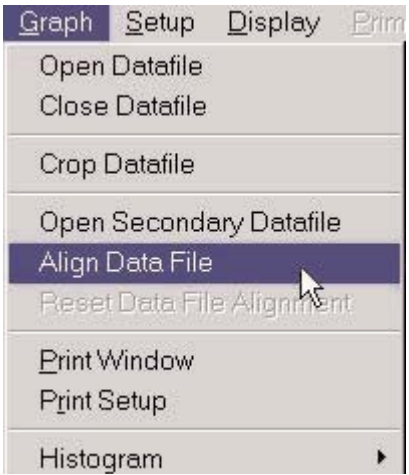 Graph Setup Display Prim
Open Datafile
Close Datafile
Crop Datafile
Open Secondary Datafile
Align Data File
Reset Data File Alignment
Print Window
Print Setup
Histogram